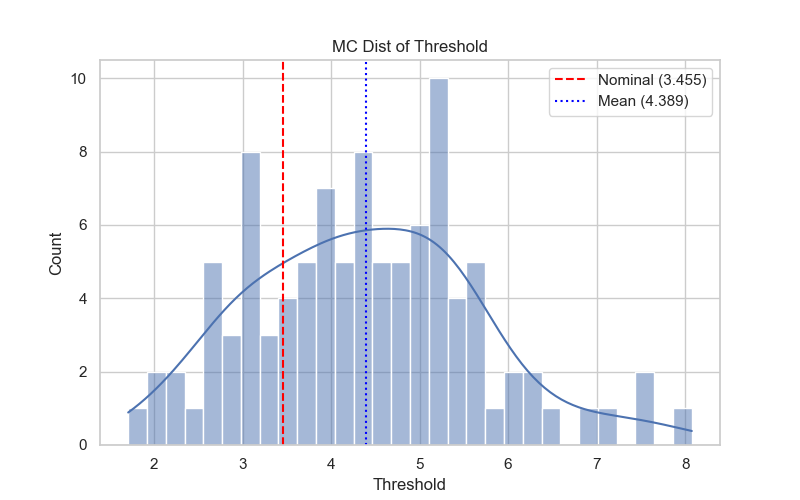 MC Dist of Threshold
Nominal (3.455)
Mean (4.389)
Count
10
8
6
4
2
0
2 3 4 5 6 7 8
Threshold